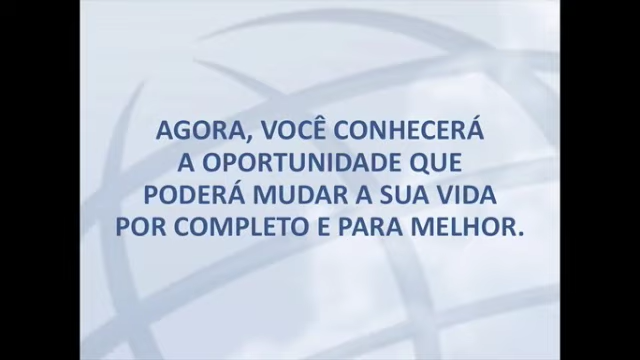 AGORA, VOCÊ CONHECERÁ
A OPORTUNIDADE QUE
PODERÁ MUDAR A SUA VIDA
POR COMPLETO E PARA MELHOR.